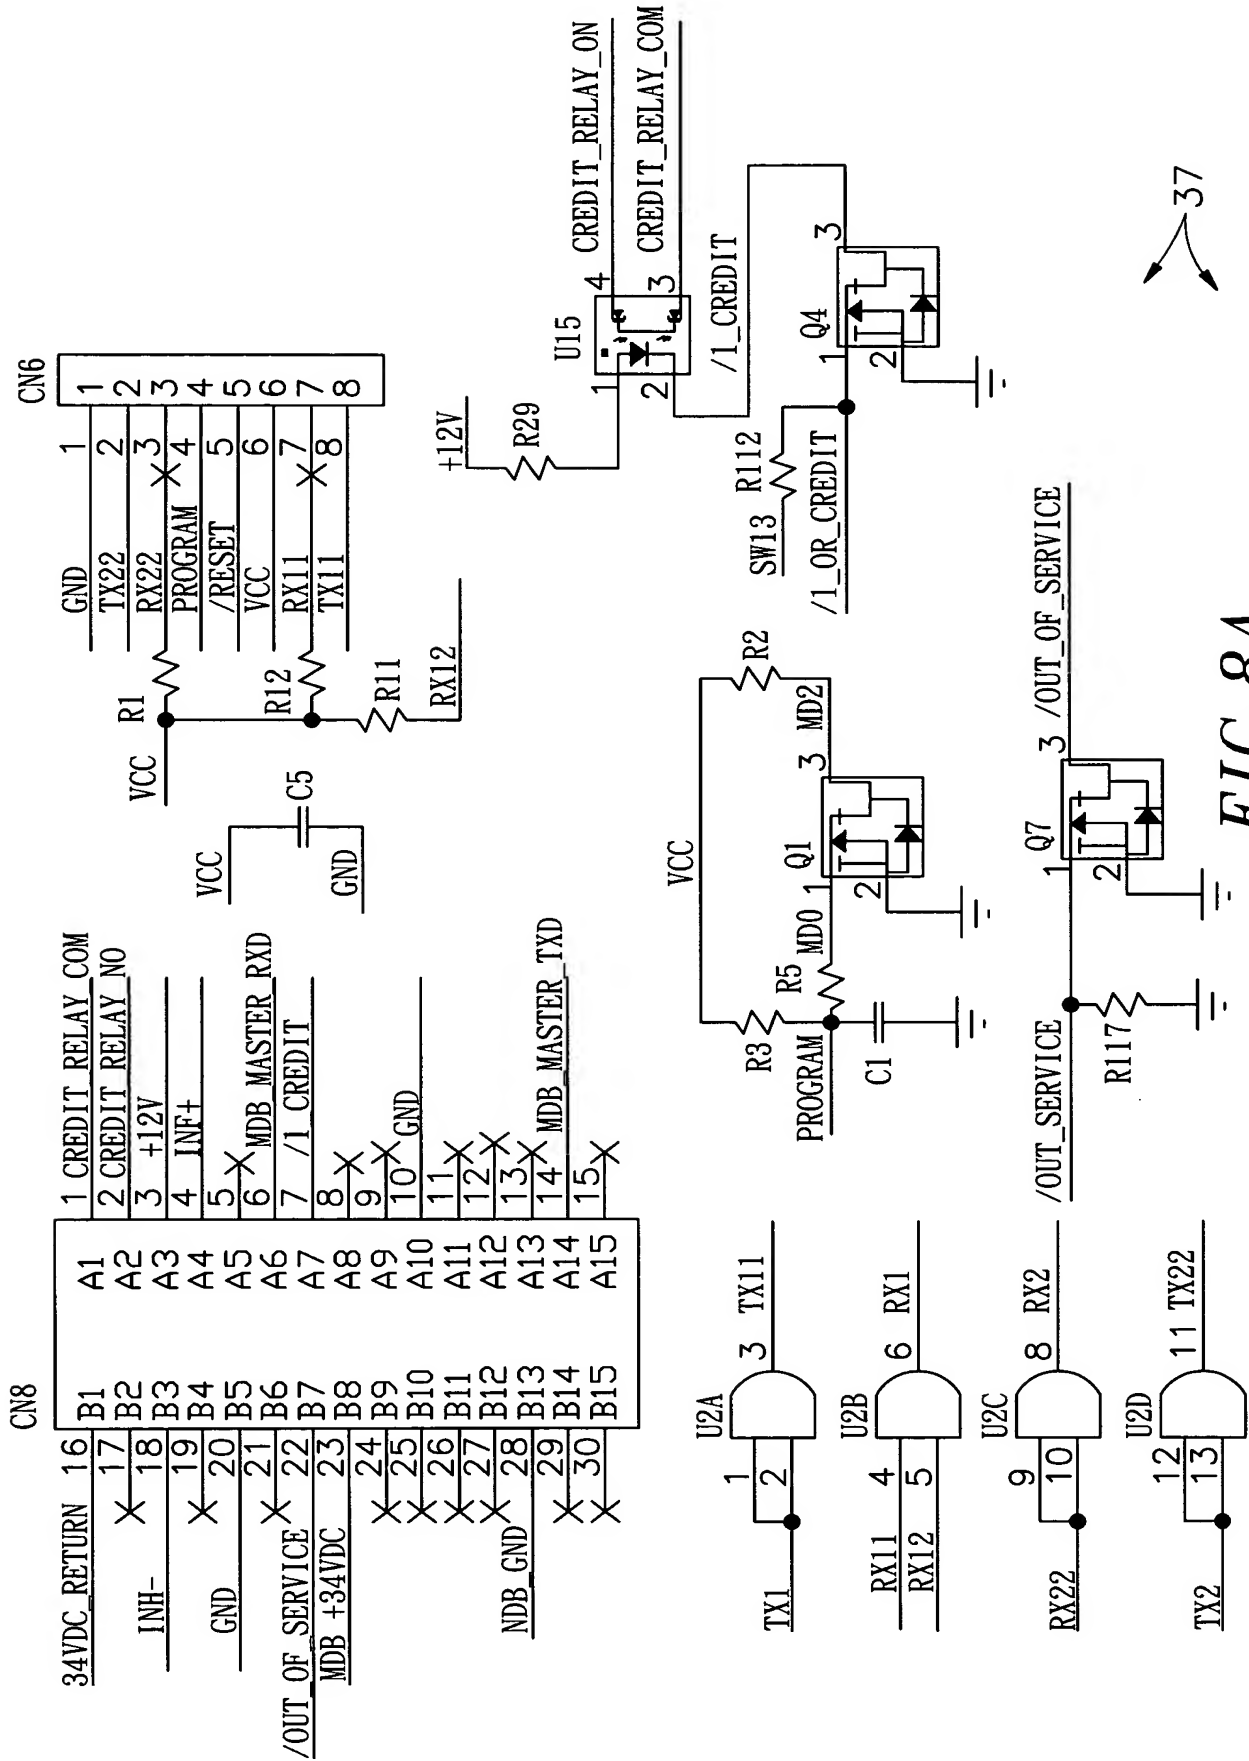 CN8
34VDC_RETURN 16 B1 A1 1 CREDIT_RELAY_COM
17 B2 A2 2 CREDIT_RELAY_NO
INH- 18 B3 A3 3 +12V
19 B4 A4 4 INF+
GND 20 B5 A5 5
21 B6 A6 6 MDB_MASTER_RXD
/OUT_OF_SERVICE 22 B7 A7 7 /1_CREDIT
MDB +34VDC 23 B8 A8 8
24 B9 A9 9
25 B10 A10 10 GND
26 B11 A11 11
27 B12 A12 12
NDB_GND 28 B13 A13 13
29 B14 A14 14 MDB_MASTER_TXD
30 B15 A15 15
VCC
C5
GND
CN6
GND 1 1
TX22 2 2
RX22 3 3
PROGRAM 4 4
/RESET 5 5
VCC 6 6
RX11 7 7
TX11 8 8
VCC
R1
R12
R11
RX12
+12V
R29
U15
1 4 CREDIT_RELAY_ON
2 3 CREDIT_RELAY_COM
/1_CREDIT
SW13 R112
/1_OR_CREDIT
1 Q4 3
2
U2A
TX1 1 2 3 TX11
U2B
RX11 4 6 RX1
RX12 5
U2C
RX22 9 10 8 RX2
U2D
TX2 12 13 11 TX22
VCC
R3
R2
PROGRAM R5 MD0 1 Q1 3 MD2
2
C1
/OUT_SERVICE 1 Q7 3 /OUT_OF_SERVICE
2
R117
37
FIG. 8A